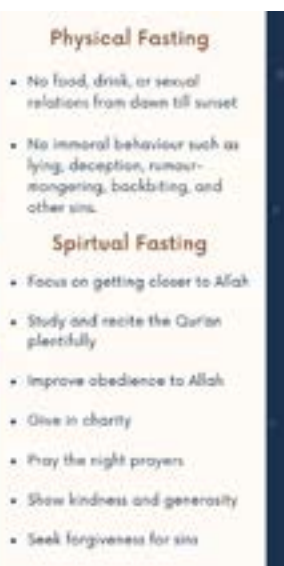 Physical Fasting
• No food, drink, or sexual
relations from dawn till sunset
• No immoral behaviour such as
lying, deception, rumour-
mongering, backbiting, and
other sins.
Spirtual Fasting
• Focus on getting closer to Allah
• Study and recite the Qur'an
plentifully
• Improve obedience to Allah
• Give in charity
• Pray the night prayers
• Show kindness and generosity
• Seek forgiveness for sins